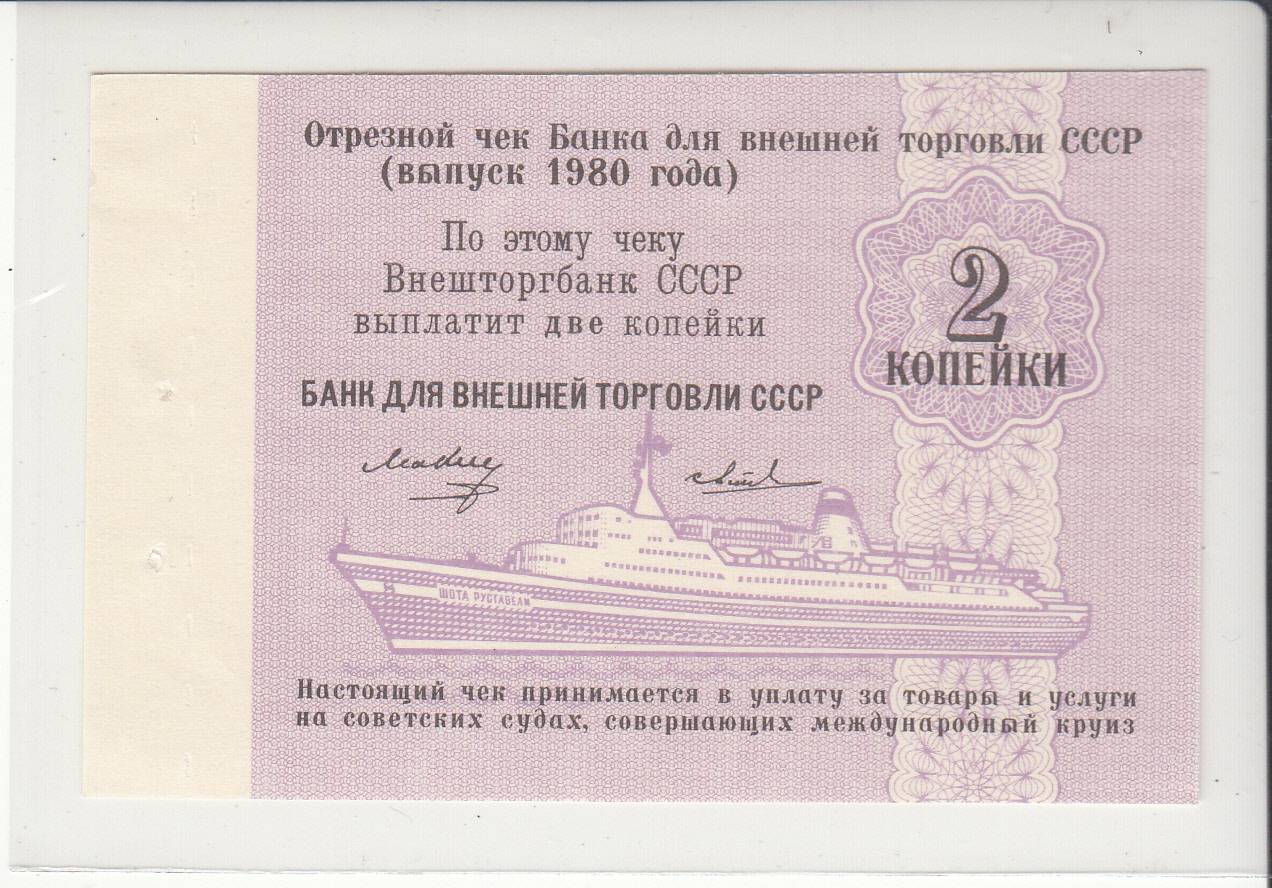 Отрезной чек Банка для внешней торговли СССР
(выпуск 1980 года)
По этому чеку
Внешторгбанк СССР
выплатит две копейки
2
КОПЕЙКИ
БАНК ДЛЯ ВНЕШНЕЙ ТОРГОВЛИ СССР
ШОТА РУСТАВЕЛИ
Настоящий чек принимается в уплату за товары и услуги
на советских судах, совершающих международный круиз